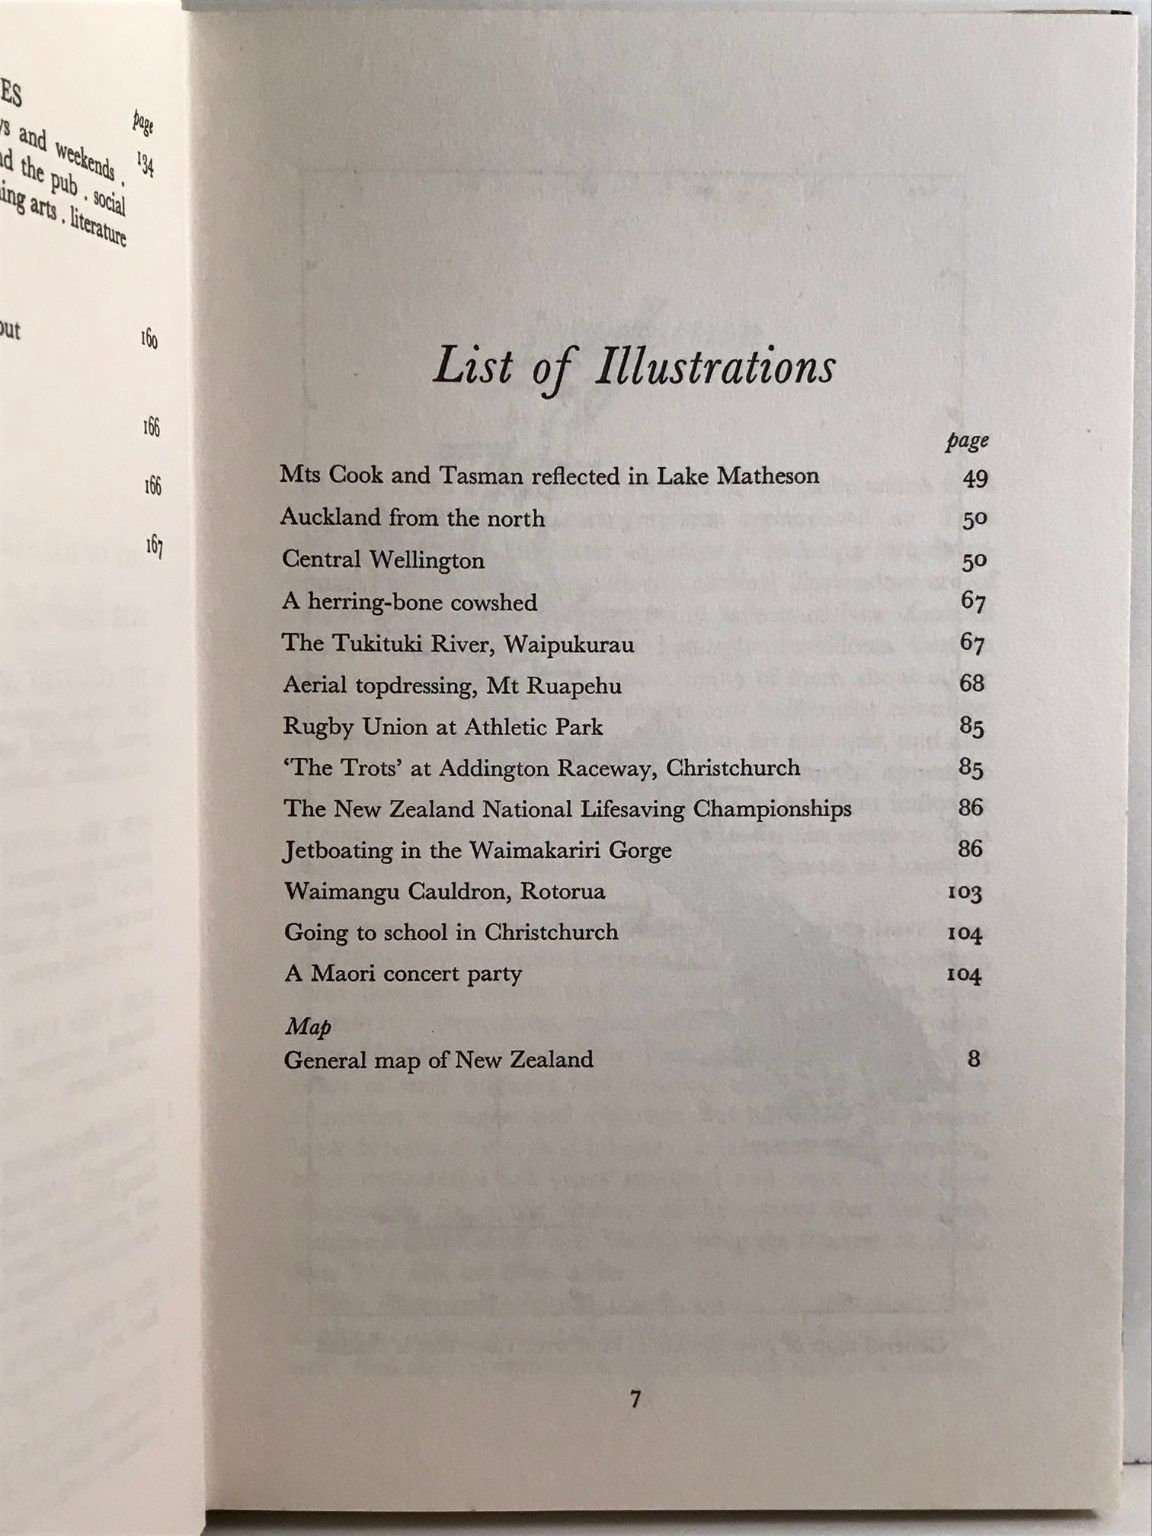 ES
page
and weekends . 134
the pub . social
arts . literature
160
166
166
167
List of Illustrations
page
Mts Cook and Tasman reflected in Lake Matheson 49
Auckland from the north 50
Central Wellington 50
A herring-bone cowshed 67
The Tukituki River, Waipukurau 67
Aerial topdressing, Mt Ruapehu 68
Rugby Union at Athletic Park 85
‘The Trots’ at Addington Raceway, Christchurch 85
The New Zealand National Lifesaving Championships 86
Jetboating in the Waimakariri Gorge 86
Waimangu Cauldron, Rotorua 103
Going to school in Christchurch 104
A Maori concert party 104
Map
General map of New Zealand 8
7